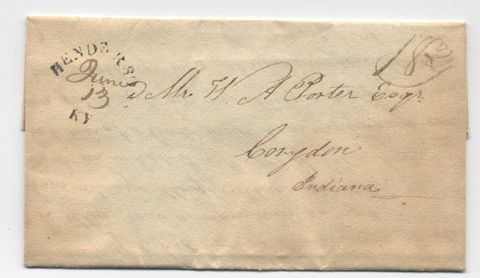 HENDERSON
KY
June
13
18¾
Mr. W. A Porter Esqr
Corydon
Indiana